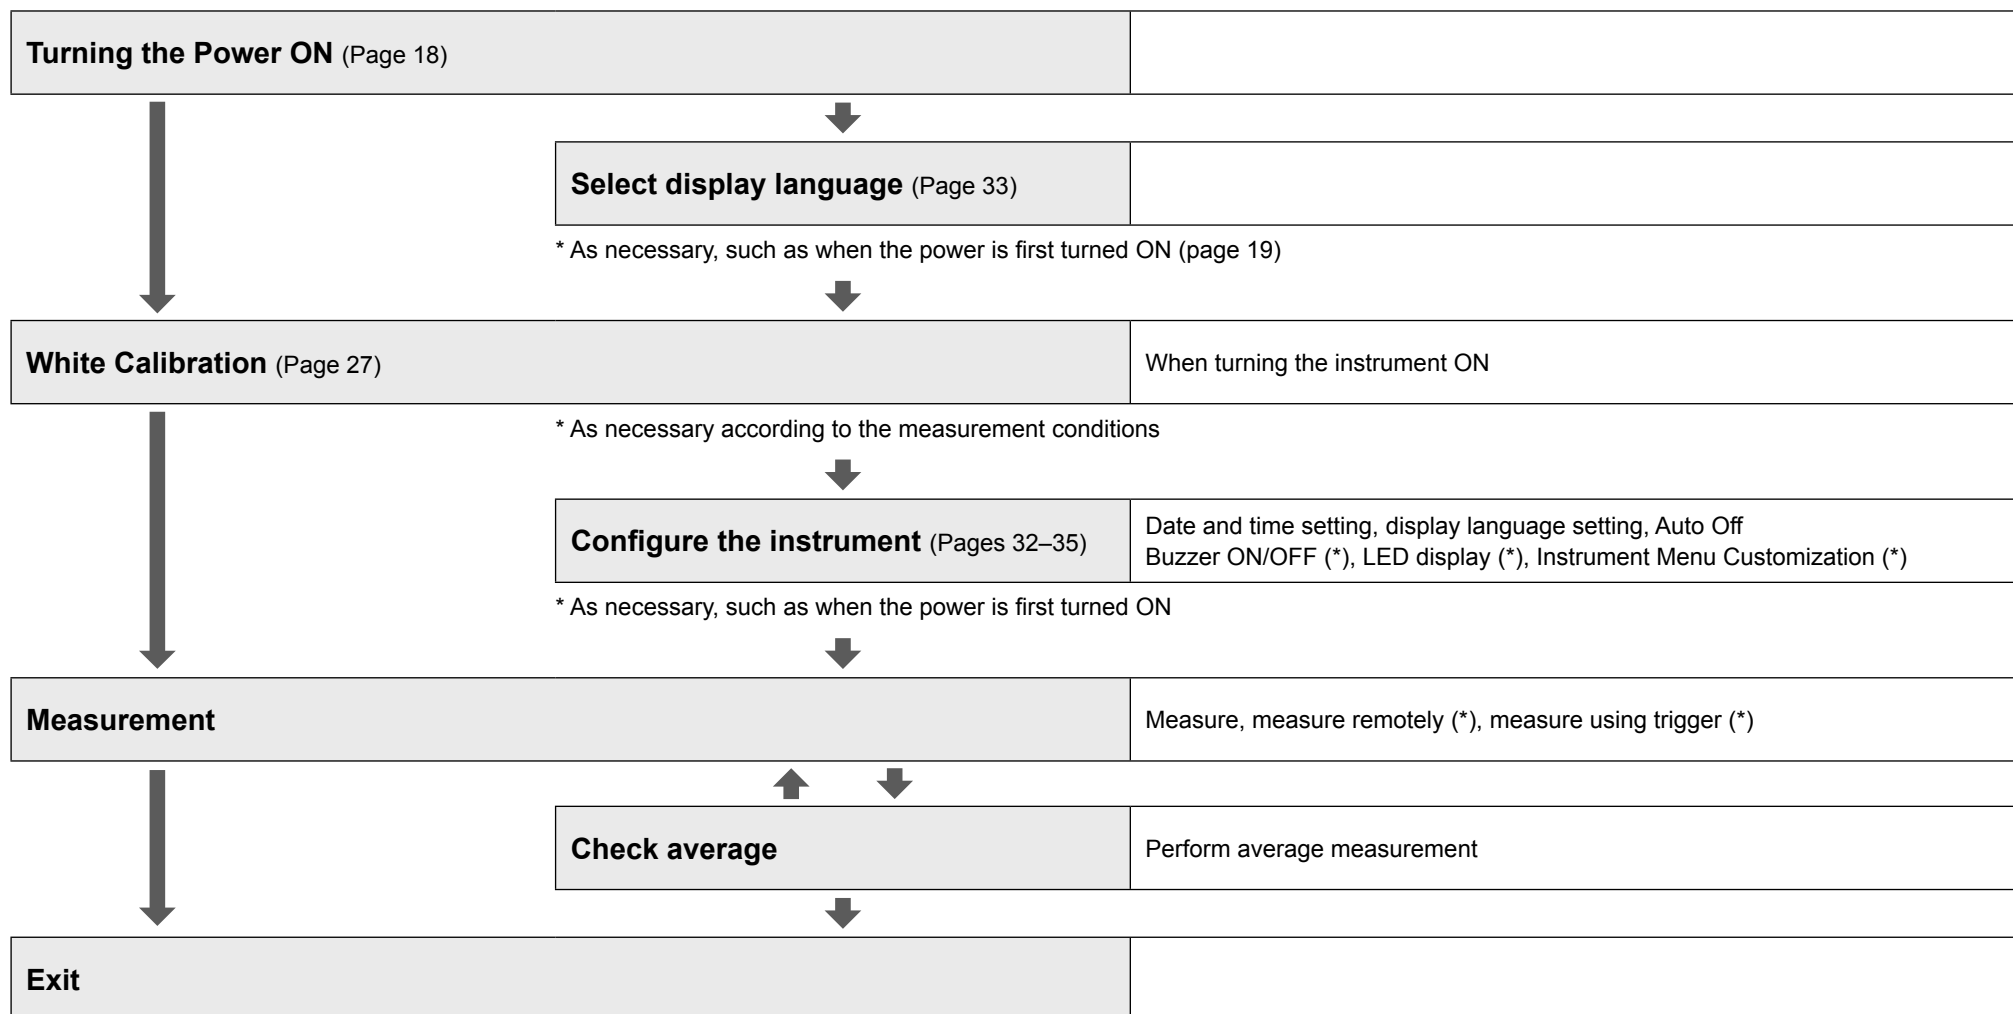 Turning the Power ON (Page 18)
Select display language (Page 33)
* As necessary, such as when the power is first turned ON (page 19)
White Calibration (Page 27)
When turning the instrument ON
* As necessary according to the measurement conditions
Configure the instrument (Pages 32–35)
Date and time setting, display language setting, Auto Off
Buzzer ON/OFF (*), LED display (*), Instrument Menu Customization (*)
* As necessary, such as when the power is first turned ON
Measurement
Measure, measure remotely (*), measure using trigger (*)
Check average
Perform average measurement
Exit